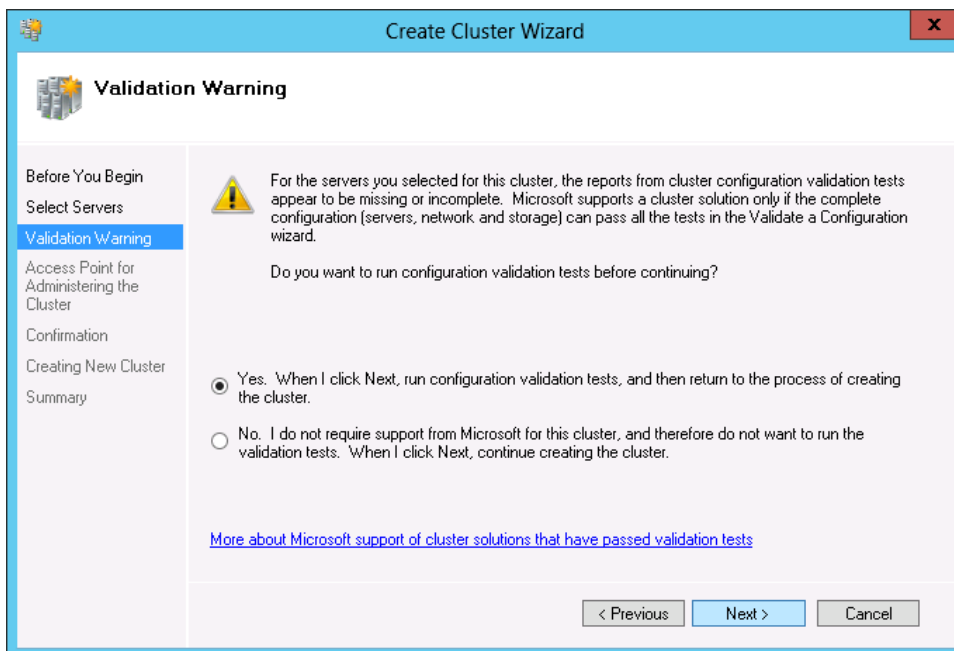 Create Cluster Wizard
x
Validation Warning
Before You Begin
Select Servers
Validation Warning
Access Point for
Administering the
Cluster
Confirmation
Creating New Cluster
Summary
For the servers you selected for this cluster, the reports from cluster configuration validation tests
appear to be missing or incomplete.  Microsoft supports a cluster solution only if the complete
configuration (servers, network and storage) can pass all the tests in the Validate a Configuration
wizard.
Do you want to run configuration validation tests before continuing?
Yes.  When I click Next, run configuration validation tests, and then return to the process of creating
the cluster.
No.  I do not require support from Microsoft for this cluster, and therefore do not want to run the
validation tests.  When I click Next, continue creating the cluster.
More about Microsoft support of cluster solutions that have passed validation tests
< Previous
Next >
Cancel